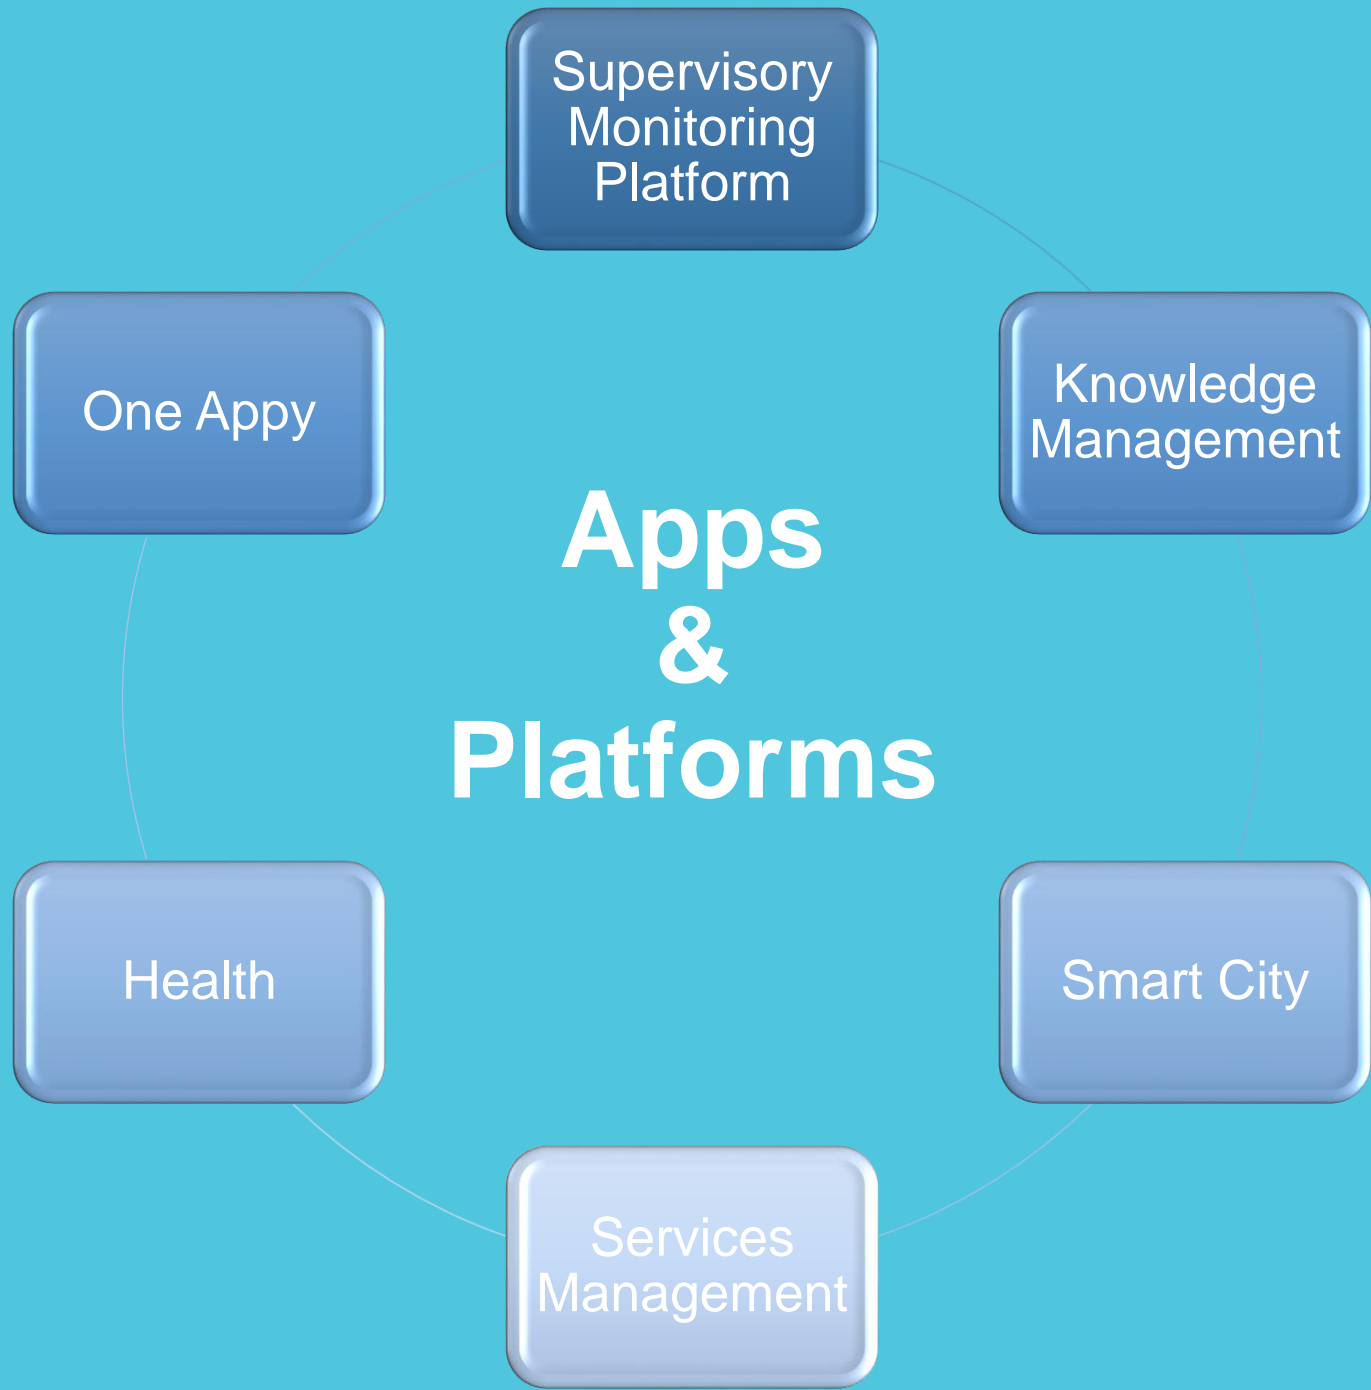 Supervisory
Monitoring
Platform
One Appy
Knowledge
Management
Apps
&
Platforms
Health
Smart City
Services
Management